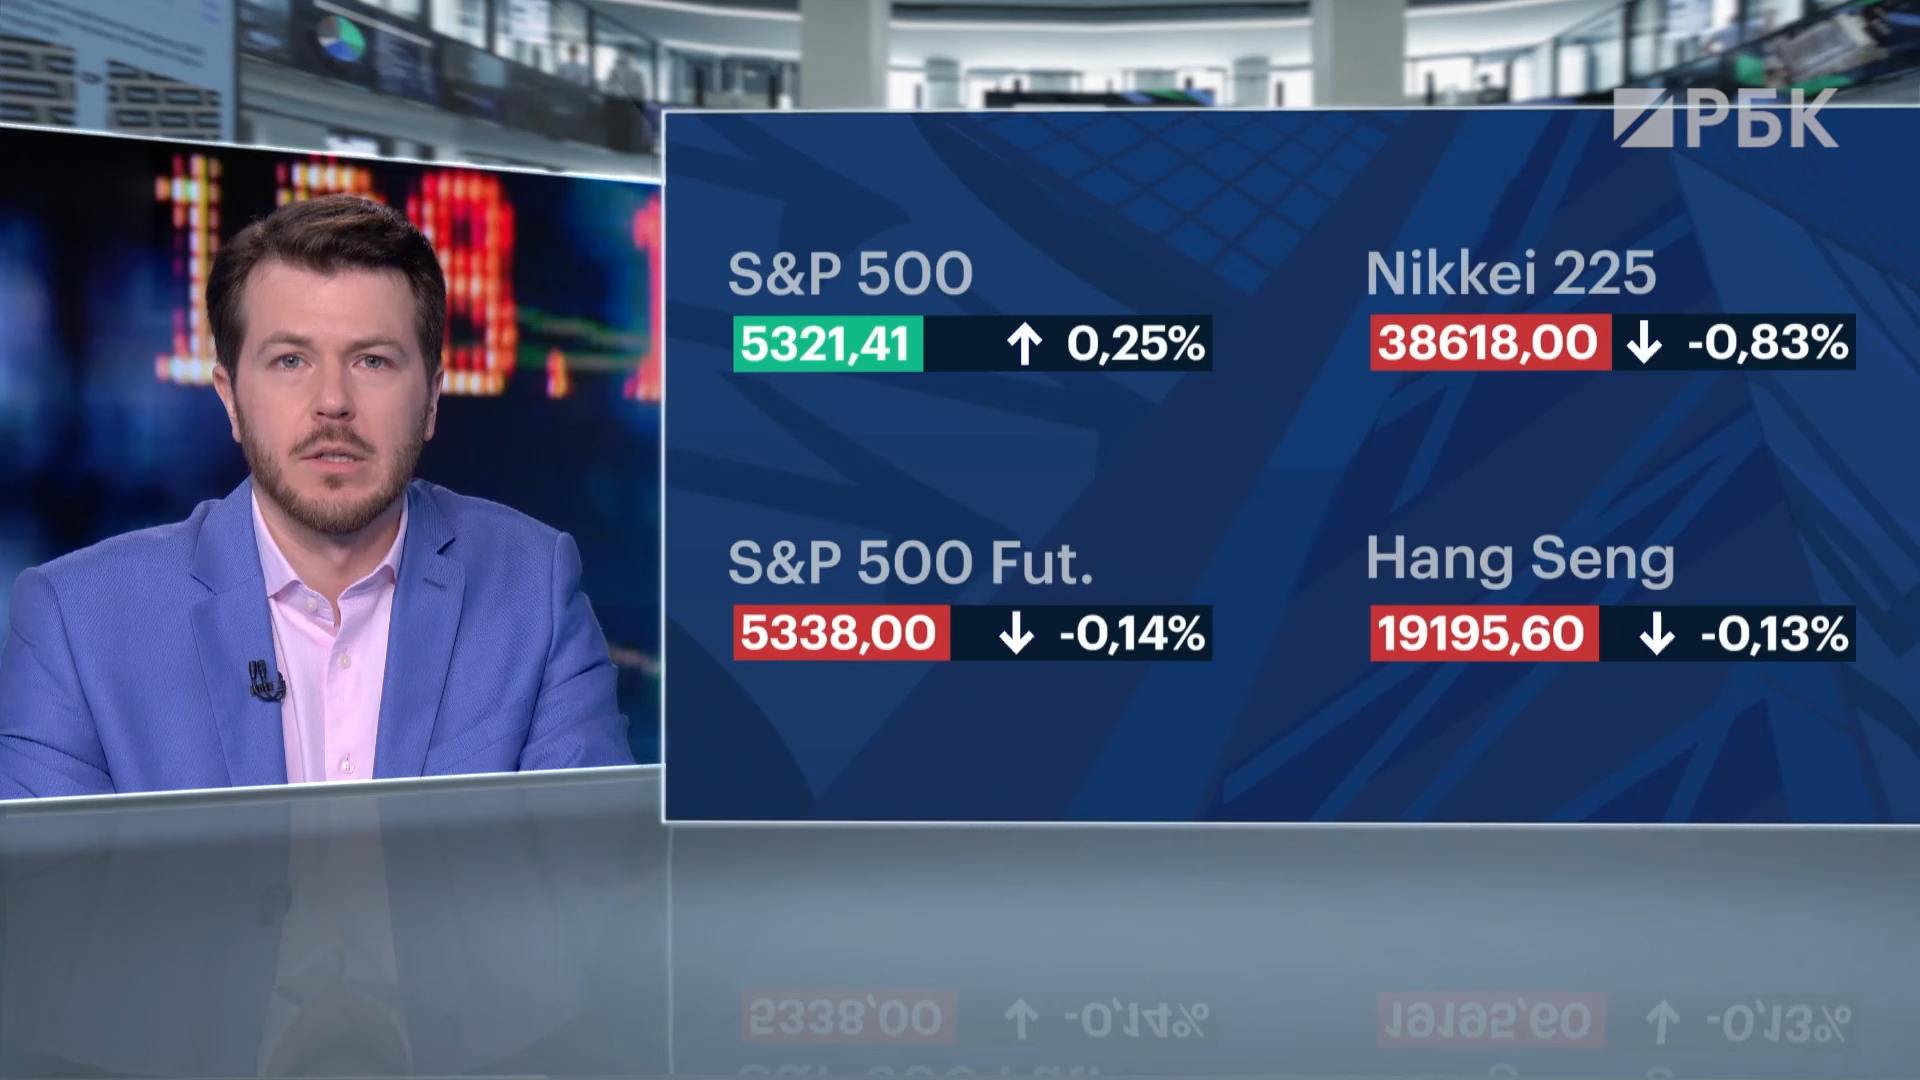 РБК
S&P 500
5321,41 ↑ 0,25%
Nikkei 225
38618,00 ↓ -0,83%
S&P 500 Fut.
5338,00 ↓ -0,14%
Hang Seng
19195,60 ↓ -0,13%